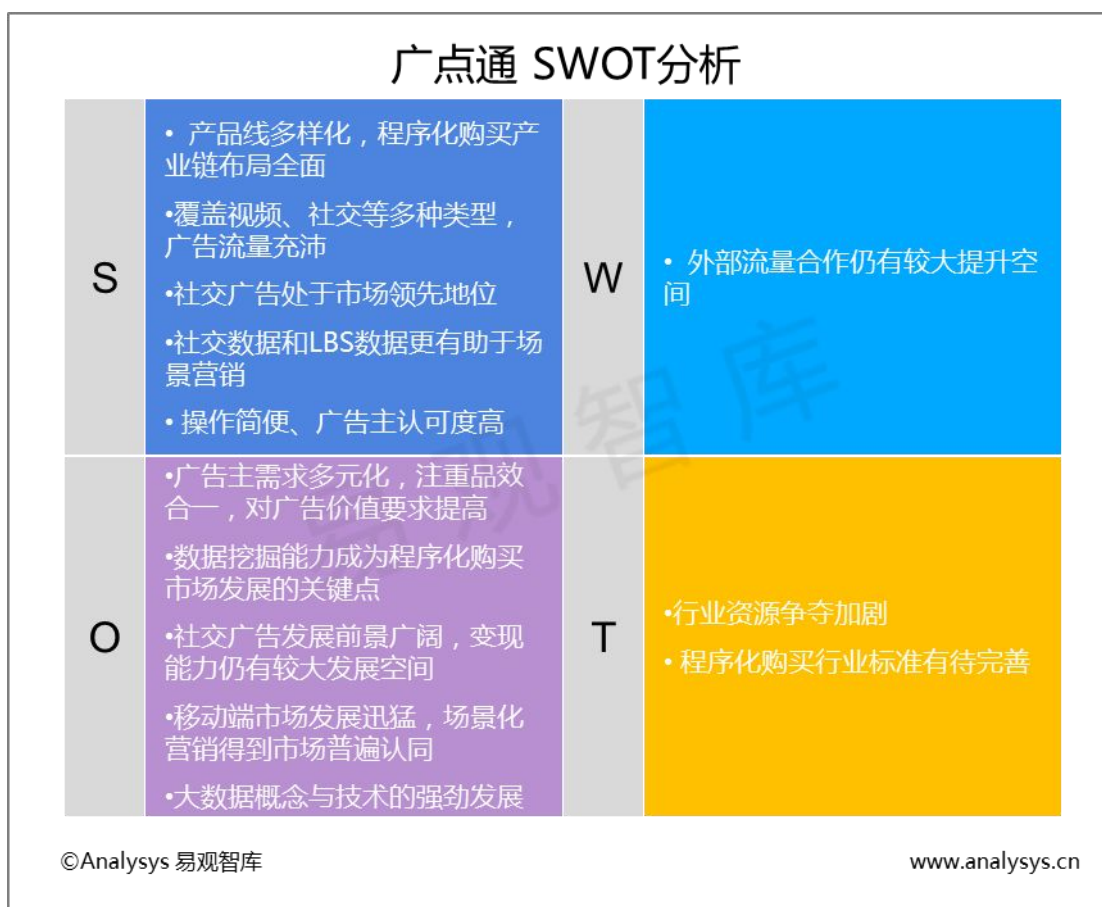 广点通 SWOT分析
S
• 产品线多样化，程序化购买产
业链布局全面
•覆盖视频、社交等多种类型，
广告流量充沛
•社交广告处于市场领先地位
•社交数据和LBS数据更有助于场
景营销
• 操作简便、广告主认可度高
W
• 外部流量合作仍有较大提升空
间
O
•广告主需求多元化，注重品效
合一，对广告价值要求提高
•数据挖掘能力成为程序化购买
市场发展的关键点
•社交广告发展前景广阔，变现
能力仍有较大发展空间
•移动端市场发展迅猛，场景化
营销得到市场普遍认同
•大数据概念与技术的强劲发展
T
•行业资源争夺加剧
• 程序化购买行业标准有待完善
易观智库
©Analysys 易观智库
www.analysys.cn